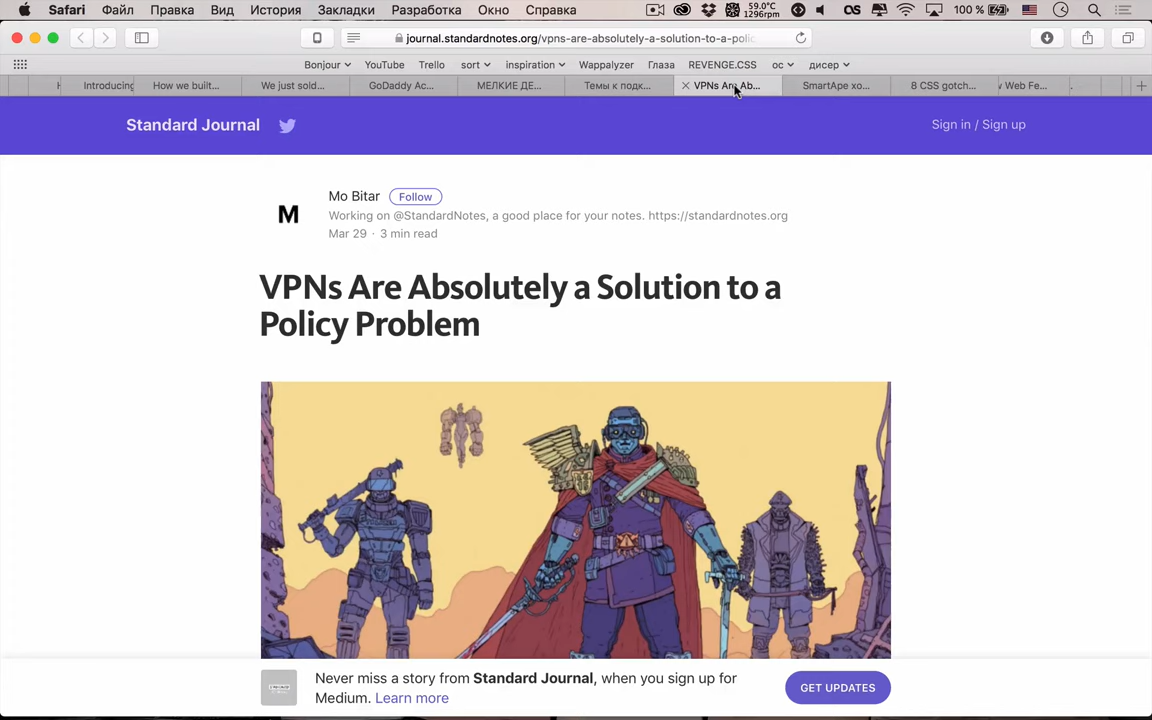 Safari Файл Правка Вид История Закладки Разработка Окно Справка 59.0°C 1296rpm 100 %
journal.standardnotes.org/vpns-are-absolutely-a-solution-to-a-polic
Bonjour YouTube Trello sort inspiration Wappalyzer Глаза REVENGE.CSS ос дисер
Introducing How we built... We just sold... GoDaddy Ac... МЕЛКИЕ ДЕ... Темы к подк... VPNs Are Ab... SmartApe хо... 8 CSS gotch... Web Fe...
Standard Journal Sign in / Sign up
M
Mo Bitar Follow
Working on @StandardNotes, a good place for your notes. https://standardnotes.org
Mar 29 · 3 min read
VPNs Are Absolutely a Solution to a
Policy Problem
Never miss a story from Standard Journal, when you sign up for
Medium. Learn more
GET UPDATES